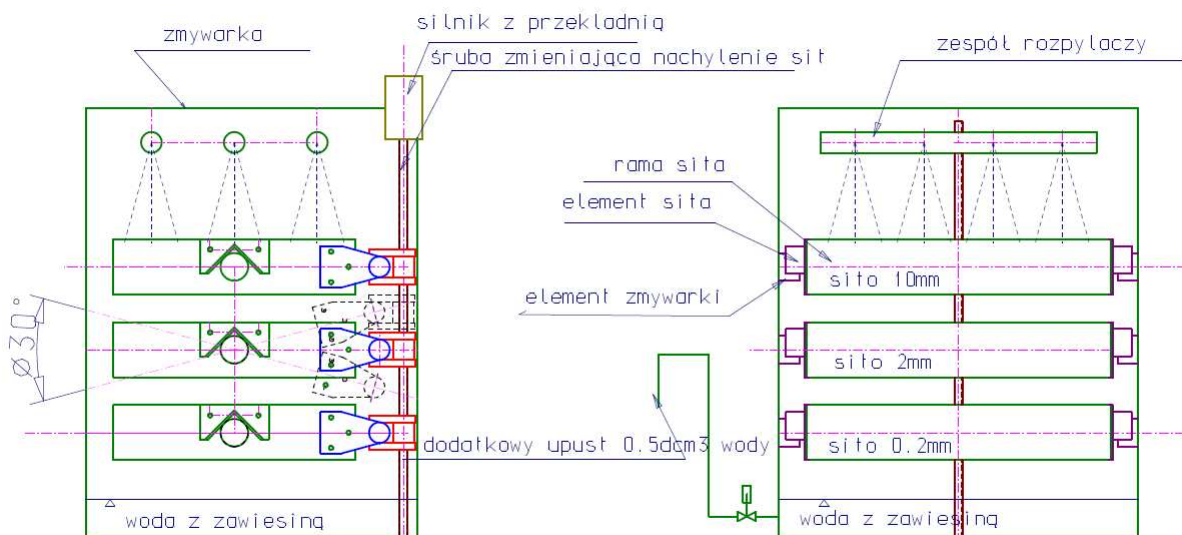 silnik z przekladnią
zmywarka
śruba zmieniająca nachylenie sit
zespół rozpylaczy
rama sita
element sita
element zmywarki
sito 10mm
Ø30°
sito 2mm
dodatkowy upust 0.5dcm3 wody
sito 0.2mm
woda z zawiesiną
woda z zawiesiną